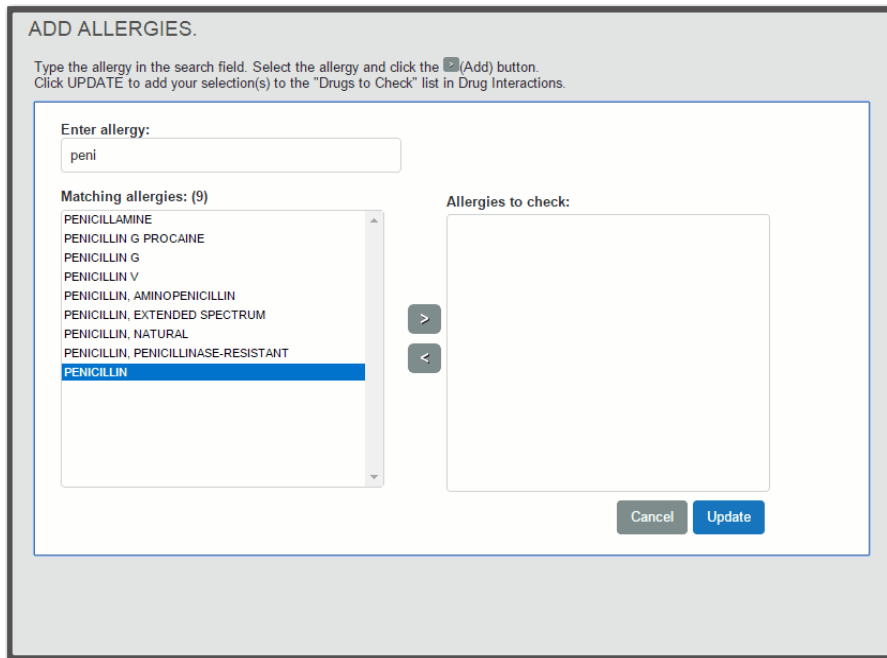 ADD ALLERGIES.
Type the allergy in the search field. Select the allergy and click the > (Add) button.
Click UPDATE to add your selection(s) to the "Drugs to Check" list in Drug Interactions.
Enter allergy:
peni
Matching allergies: (9)
PENICILLAMINE
PENICILLIN G PROCAINE
PENICILLIN G
PENICILLIN V
PENICILLIN, AMINOPENICILLIN
PENICILLIN, EXTENDED SPECTRUM
PENICILLIN, NATURAL
PENICILLIN, PENICILLINASE-RESISTANT
PENICILLIN
>
<
Allergies to check:
Cancel
Update